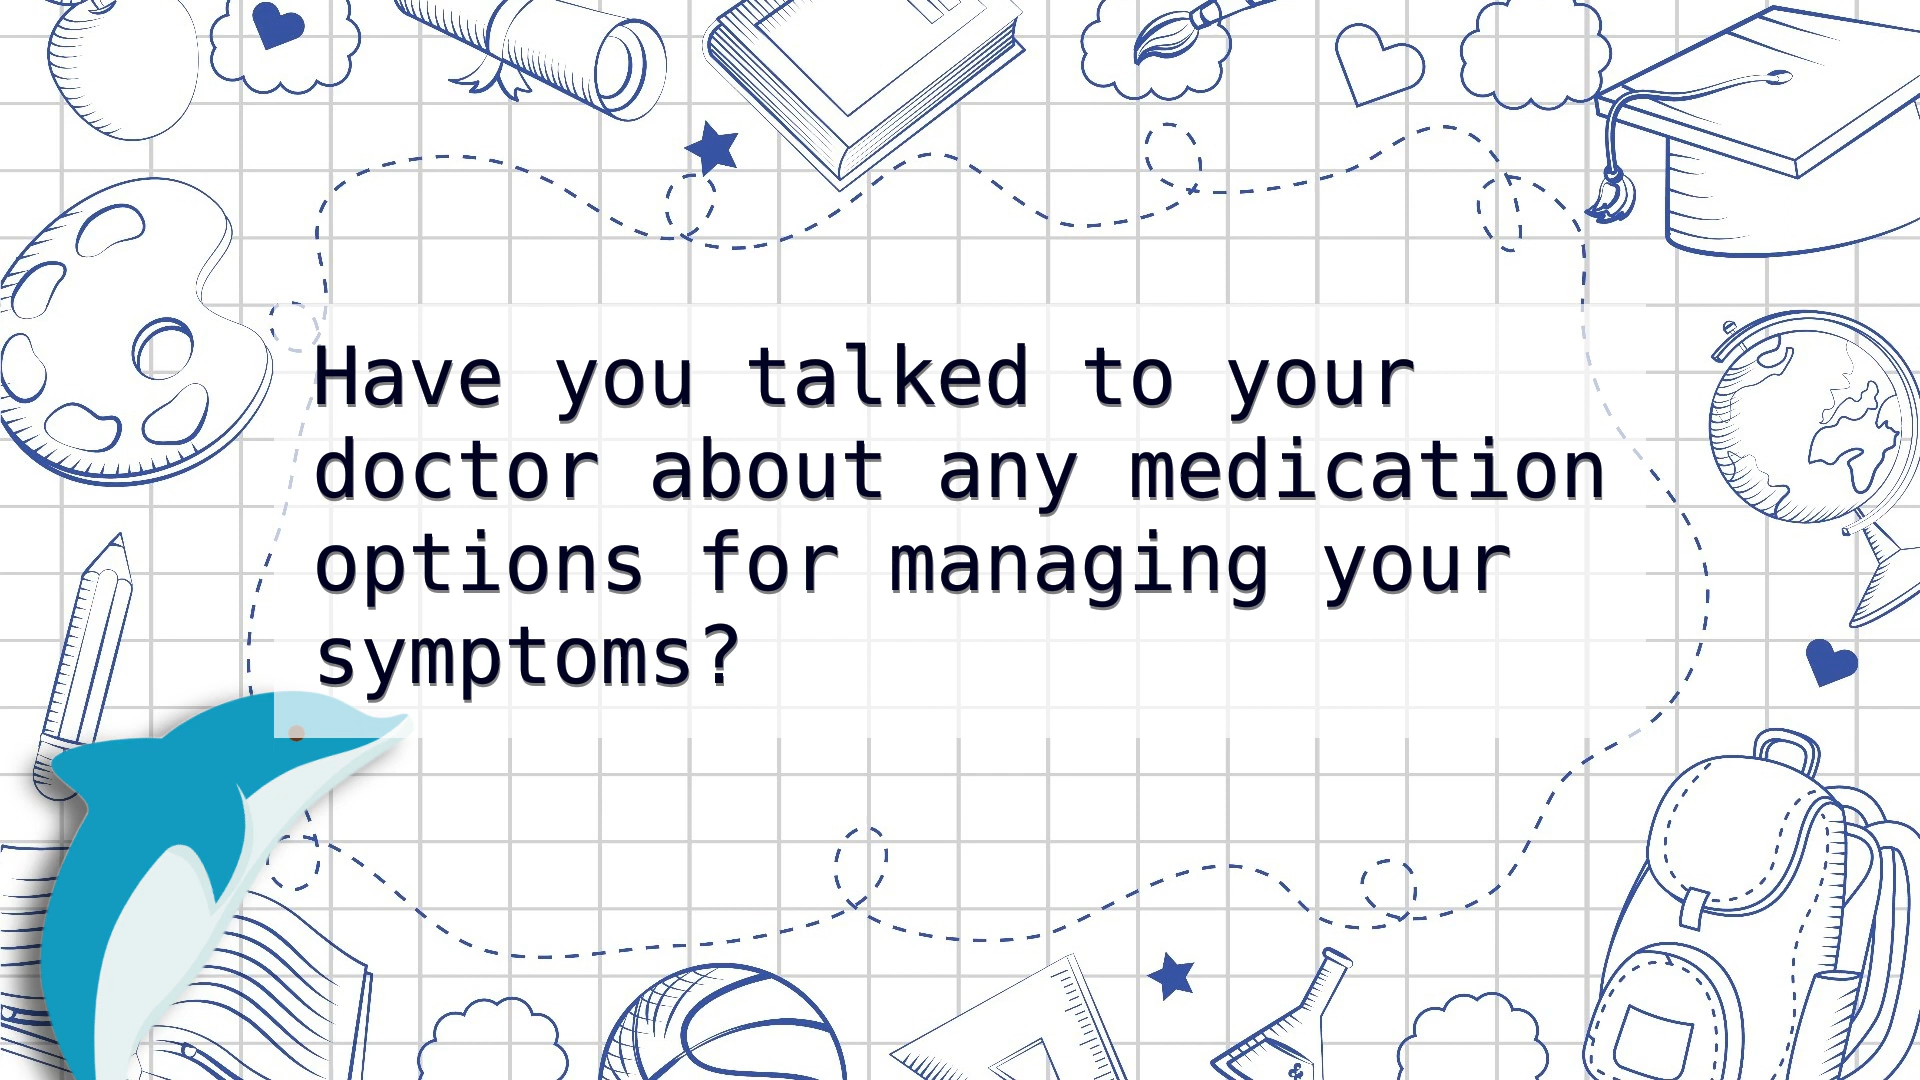 Have you talked to your
doctor about any medication
options for managing your
symptoms?